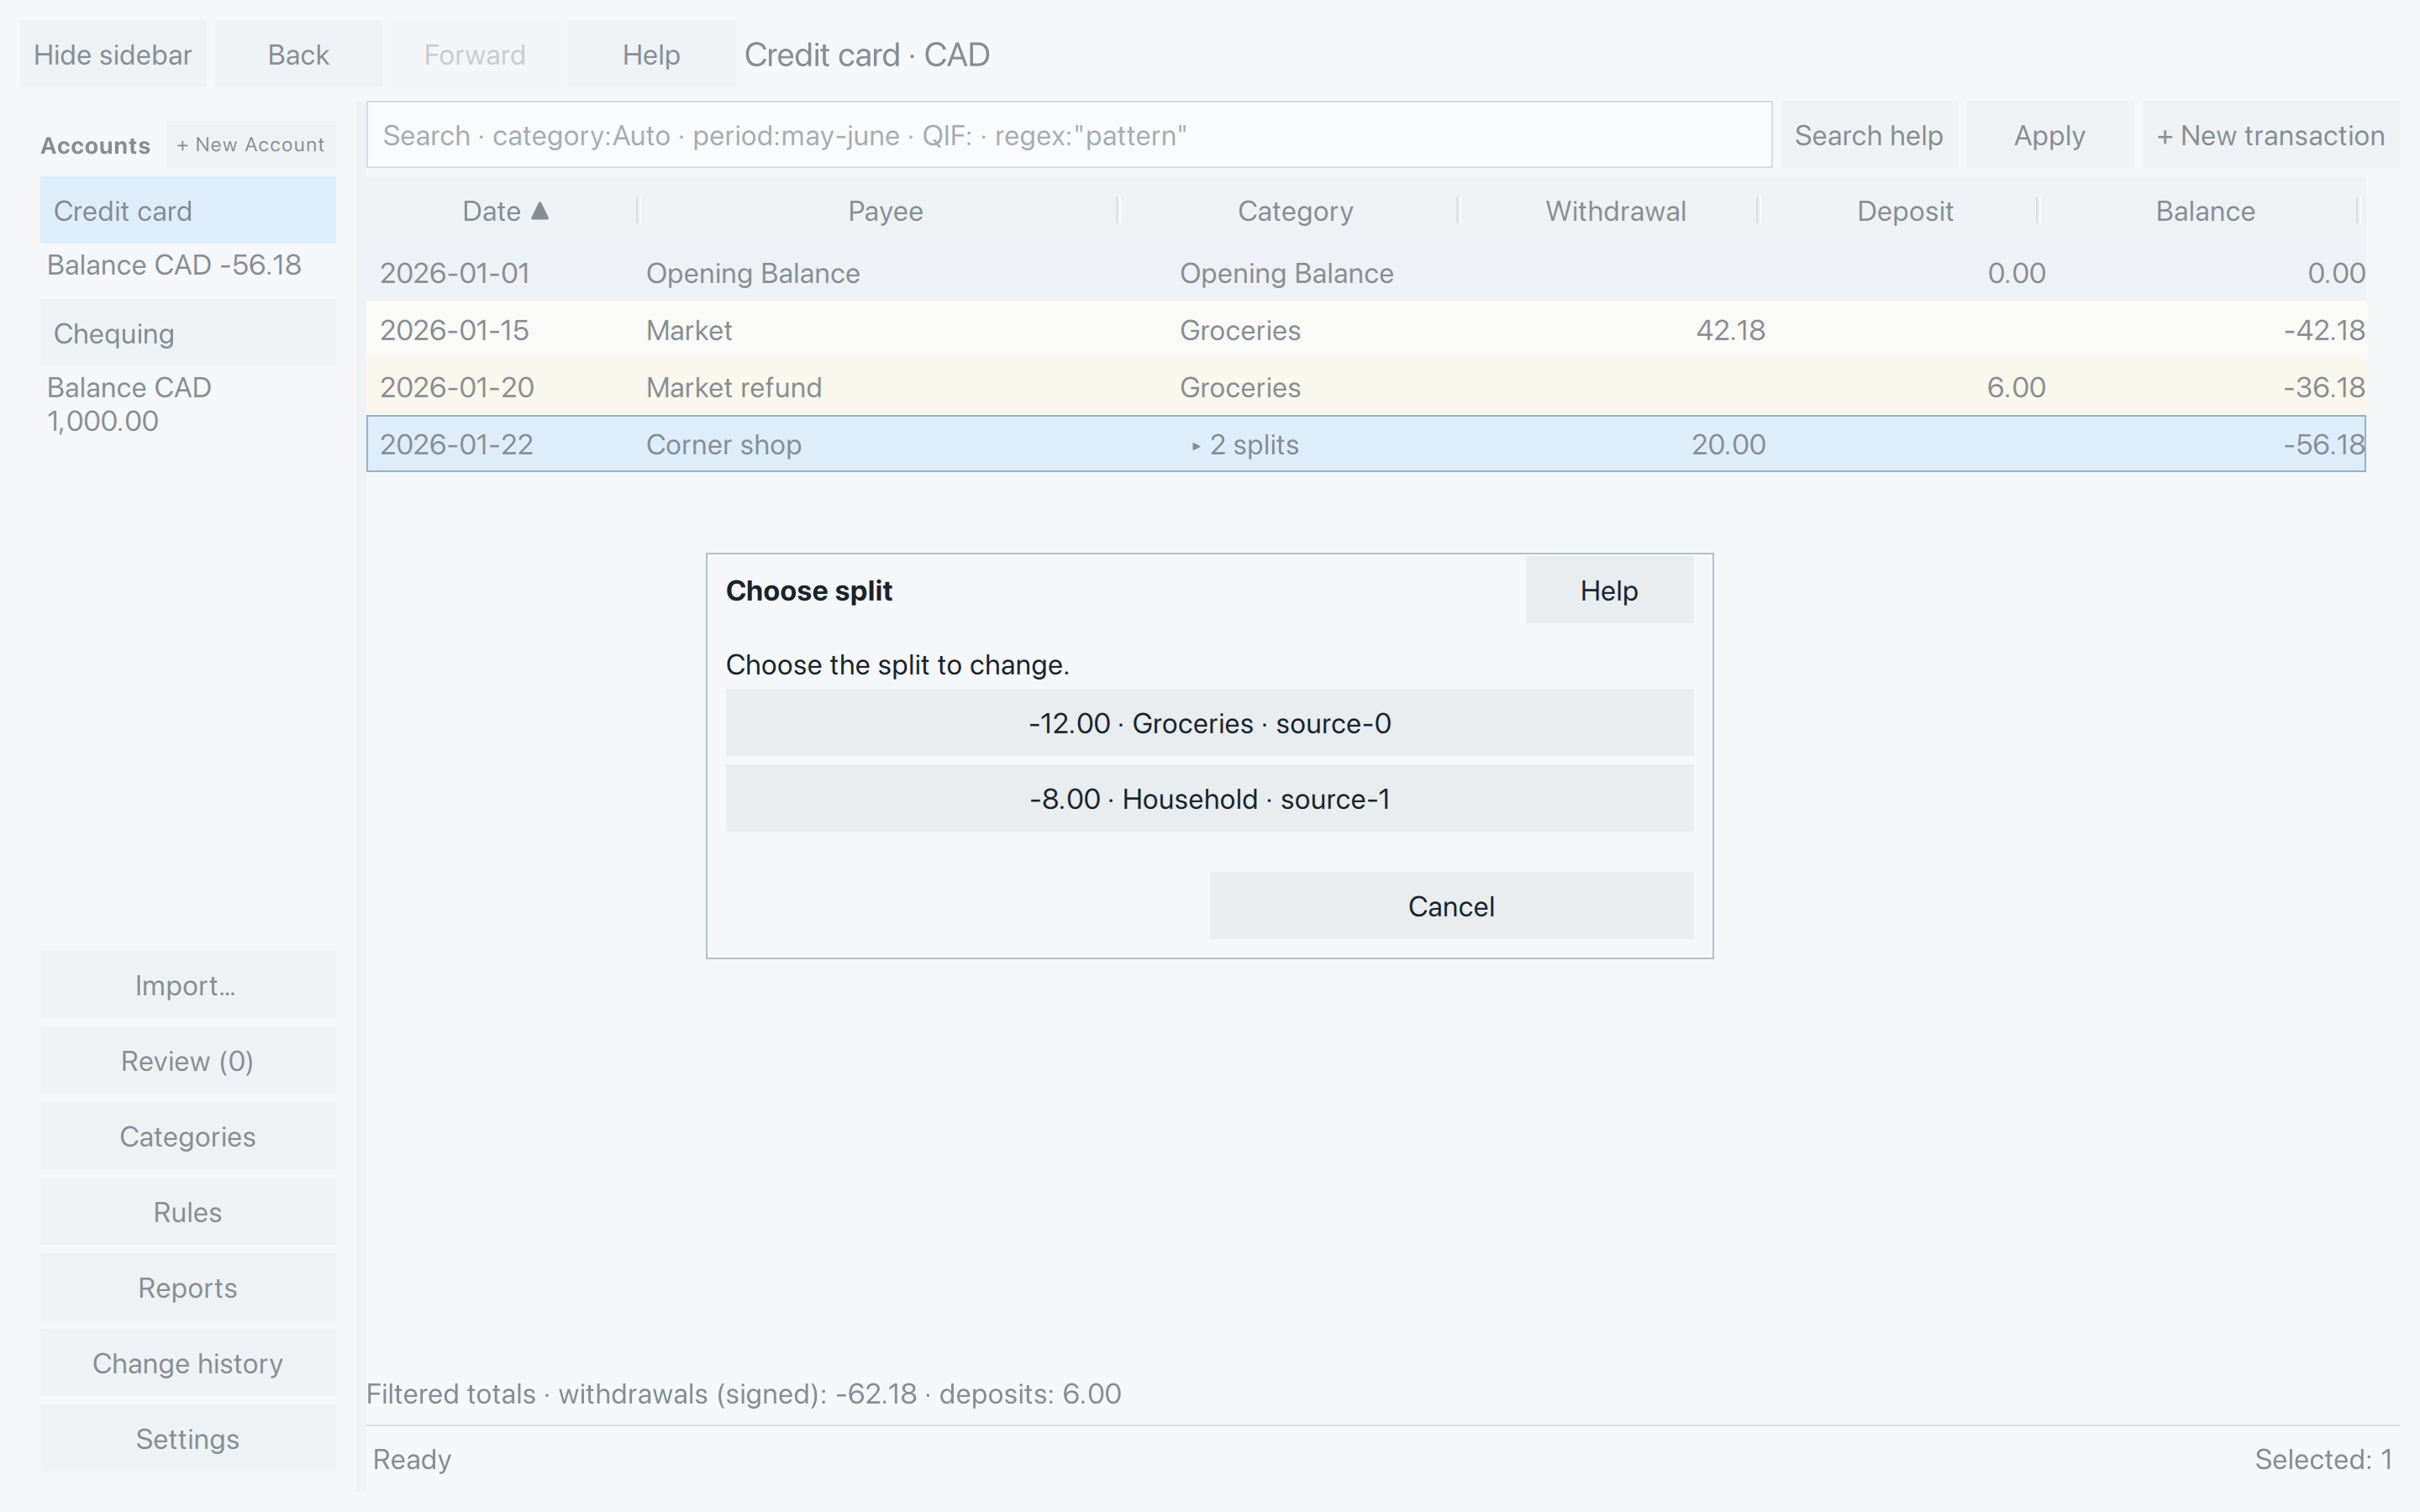 Hide sidebar Back Forward Help Credit card · CAD
Accounts + New Account
Search · category:Auto · period:may-june · QIF: · regex:"pattern" Search help Apply + New transaction
Credit card
Balance CAD -56.18
Chequing
Balance CAD
1,000.00
Date ▲ Payee Category Withdrawal Deposit Balance
2026-01-01 Opening Balance Opening Balance 0.00 0.00
2026-01-15 Market Groceries 42.18 -42.18
2026-01-20 Market refund Groceries 6.00 -36.18
2026-01-22 Corner shop ▸ 2 splits 20.00 -56.18
Choose split Help
Choose the split to change.
-12.00 · Groceries · source-0
-8.00 · Household · source-1
Cancel
Import…
Review (0)
Categories
Rules
Reports
Change history
Settings
Filtered totals · withdrawals (signed): -62.18 · deposits: 6.00
Ready Selected: 1